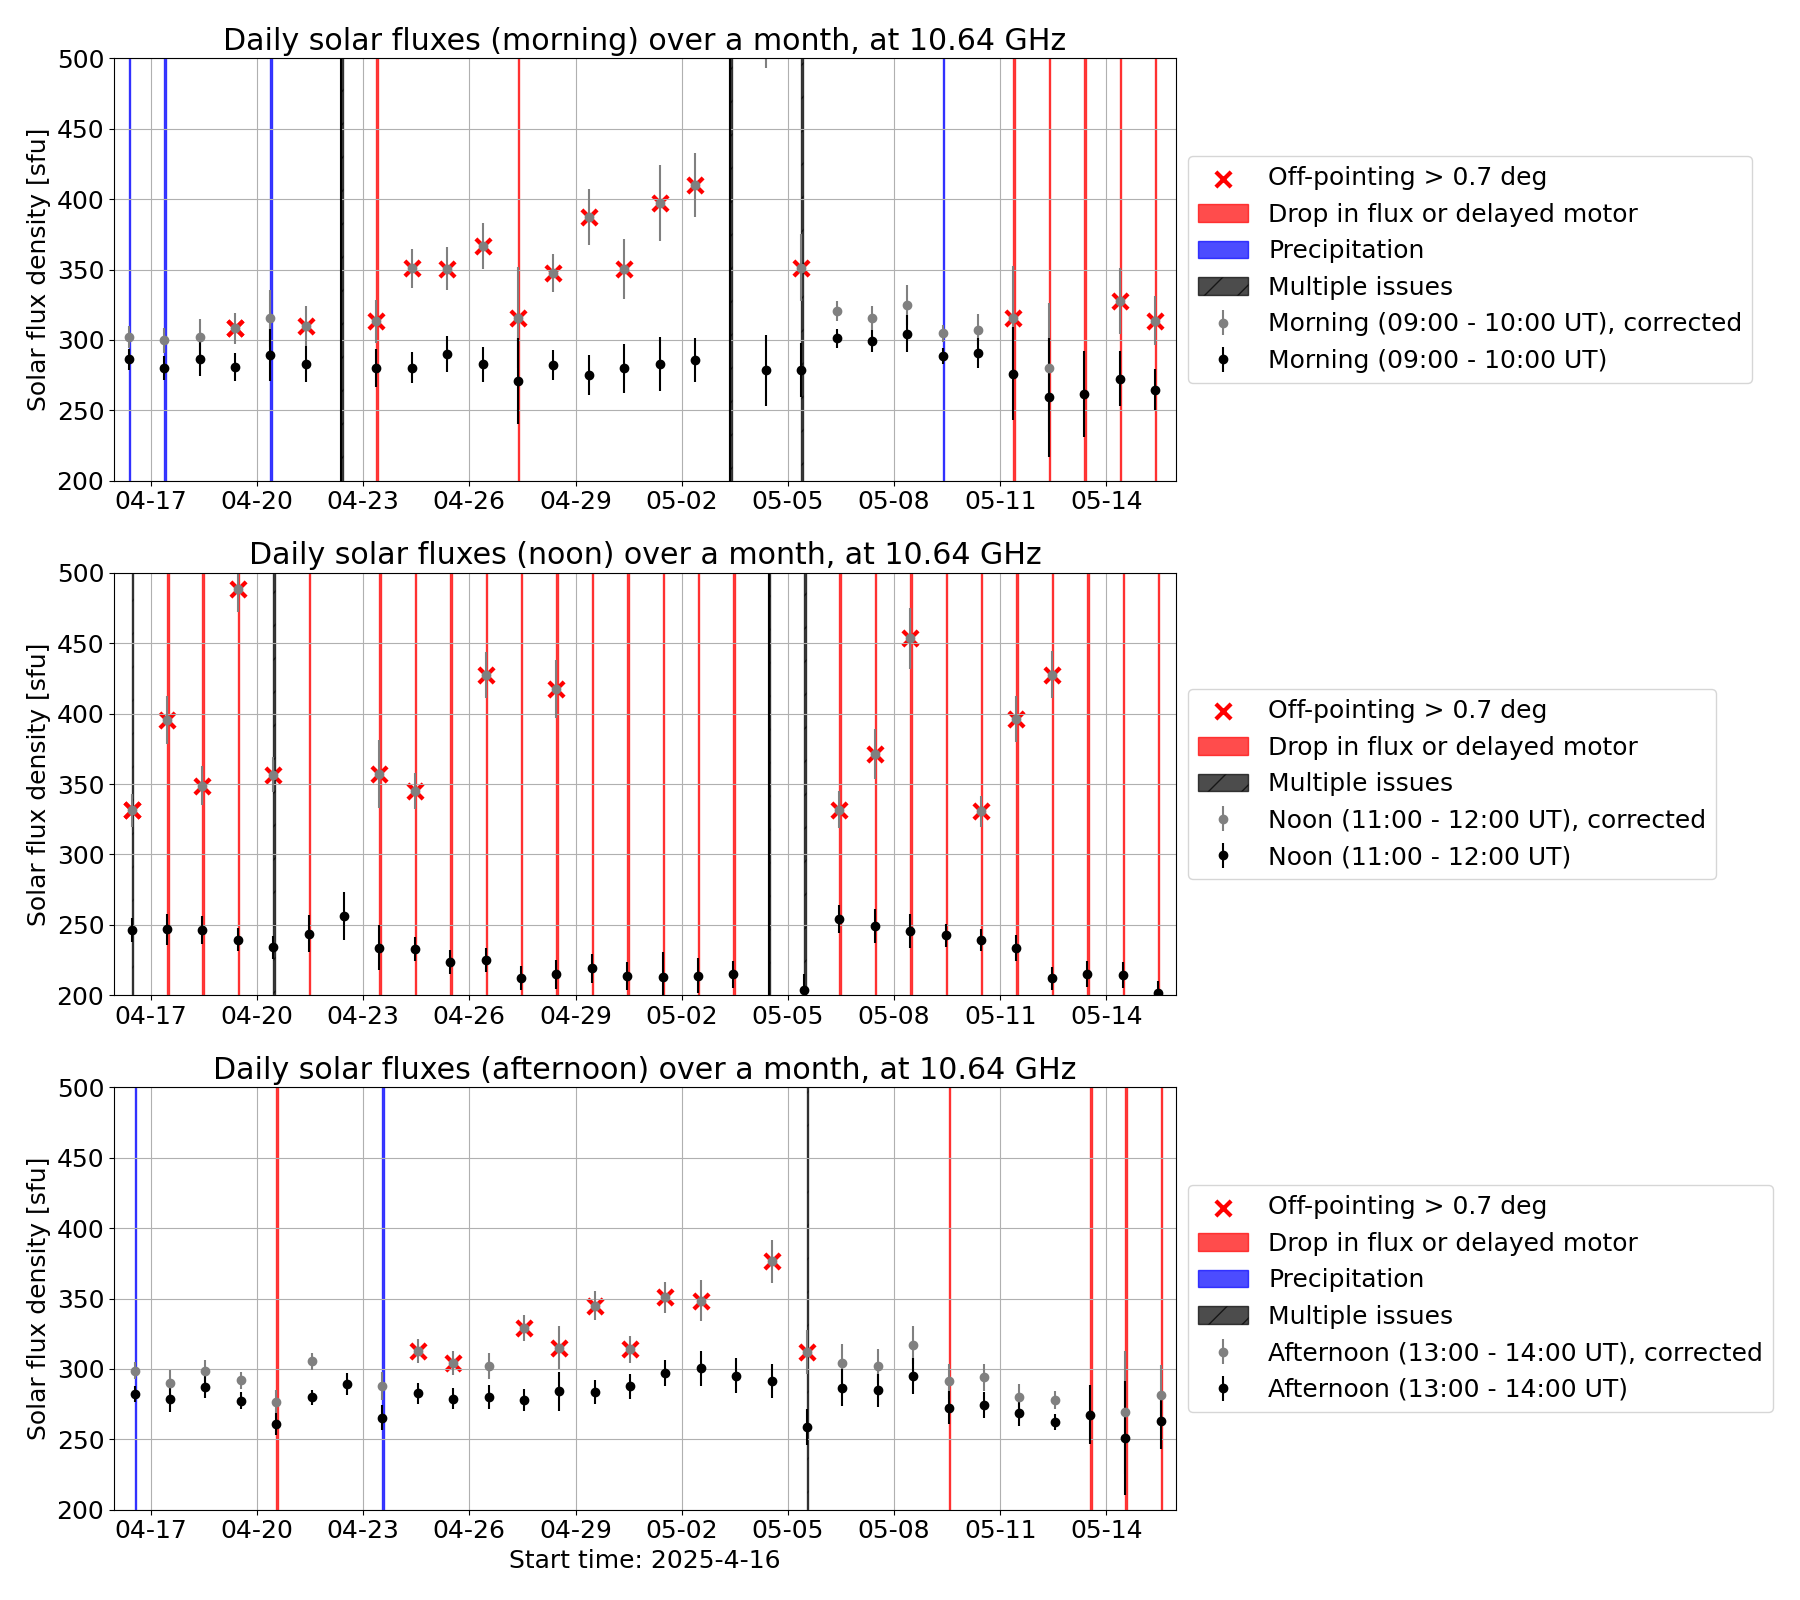 Daily solar fluxes (morning) over a month, at 10.64 GHz
500
450
400
350
300
250
200
Solar flux density [sfu]
04-17 04-20 04-23 04-26 04-29 05-02 05-05 05-08 05-11 05-14
Off-pointing > 0.7 deg
Drop in flux or delayed motor
Precipitation
Multiple issues
Morning (09:00 - 10:00 UT), corrected
Morning (09:00 - 10:00 UT)
Daily solar fluxes (noon) over a month, at 10.64 GHz
500
450
400
350
300
250
200
Solar flux density [sfu]
04-17 04-20 04-23 04-26 04-29 05-02 05-05 05-08 05-11 05-14
Off-pointing > 0.7 deg
Drop in flux or delayed motor
Multiple issues
Noon (11:00 - 12:00 UT), corrected
Noon (11:00 - 12:00 UT)
Daily solar fluxes (afternoon) over a month, at 10.64 GHz
500
450
400
350
300
250
200
Solar flux density [sfu]
04-17 04-20 04-23 04-26 04-29 05-02 05-05 05-08 05-11 05-14
Start time: 2025-4-16
Off-pointing > 0.7 deg
Drop in flux or delayed motor
Precipitation
Multiple issues
Afternoon (13:00 - 14:00 UT), corrected
Afternoon (13:00 - 14:00 UT)